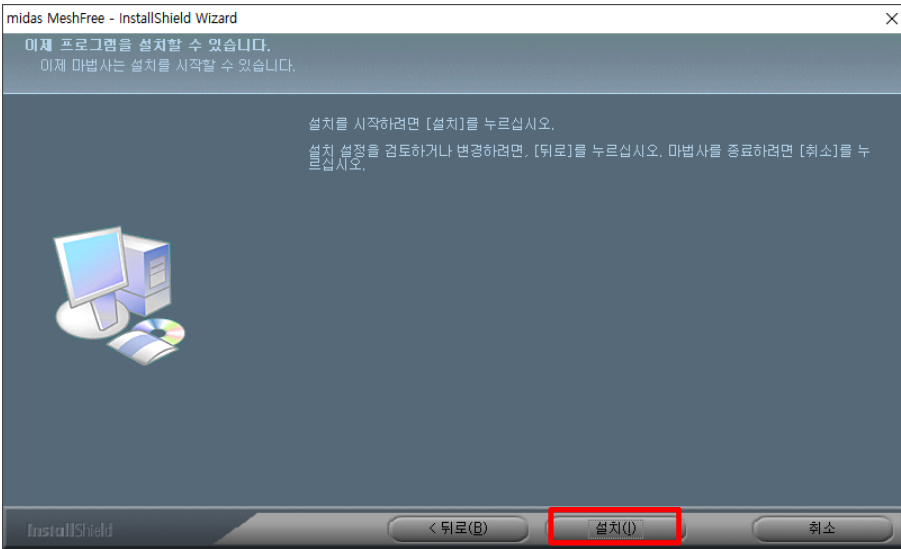 midas MeshFree - InstallShield Wizard
이제 프로그램을 설치할 수 있습니다.
이제 마법사는 설치를 시작할 수 있습니다.
설치를 시작하려면 [설치]를 누르십시오.
설치 설정을 검토하거나 변경하려면, [뒤로]를 누르십시오. 마법사를 종료하려면 [취소]를 누
르십시오.
InstallShield
< 뒤로(B)
설치(I)
취소